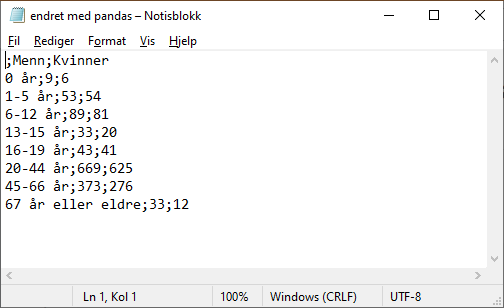 endret med pandas – Notisblokk
Fil Rediger Format Vis Hjelp
;Menn;Kvinner
0 år;9;6
1-5 år;53;54
6-12 år;89;81
13-15 år;33;20
16-19 år;43;41
20-44 år;669;625
45-66 år;373;276
67 år eller eldre;33;12
Ln 1, Kol 1 100% Windows (CRLF) UTF-8